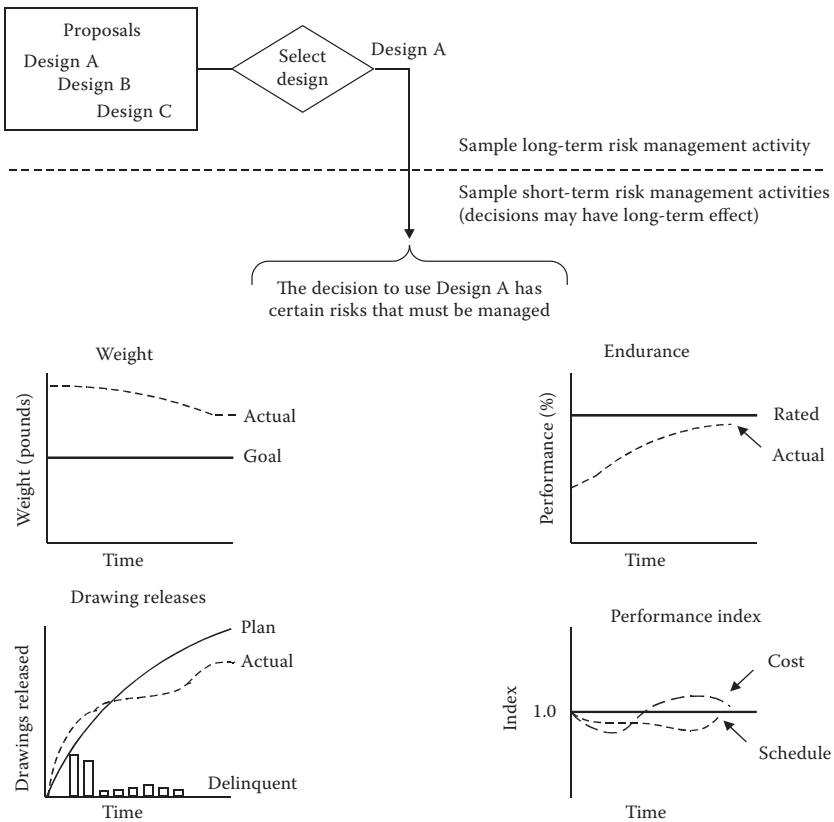 Proposals
Design A
Design B
Design C
Select
design
Design A
Sample long-term risk management activity
Sample short-term risk management activities
(decisions may have long-term effect)
The decision to use Design A has
certain risks that must be managed
Weight
Weight (pounds)
Actual
Goal
Time
Endurance
Performance (%)
Rated
Actual
Time
Drawing releases
Drawings released
Plan
Actual
Delinquent
Time
Performance index
Index
1.0
Cost
Schedule
Time